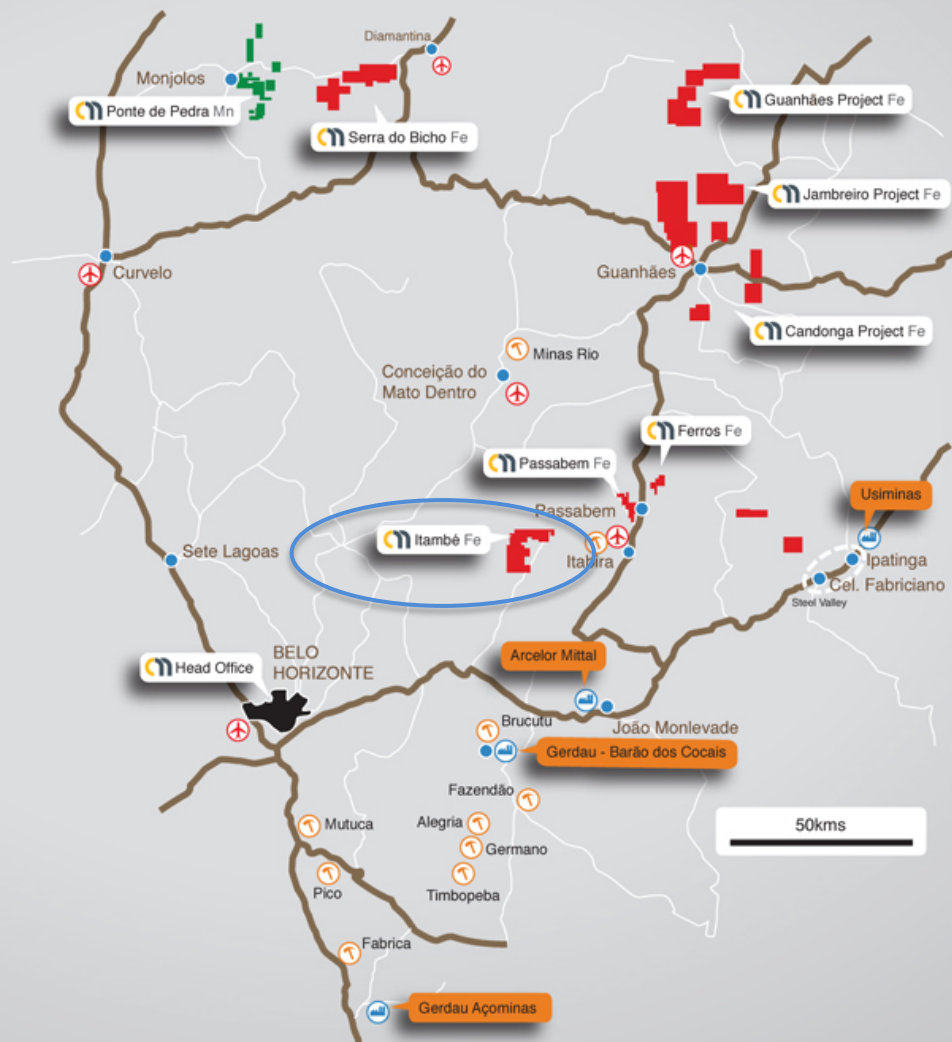 Diamantina
Monjolos
Ponte de Pedra Mn
Serra do Bicho Fe
Guanhães Project Fe
Jambreiro Project Fe
Curvelo
Guanhães
Candonga Project Fe
Minas Rio
Conceição do
Mato Dentro
Ferros Fe
Passabem Fe
Usiminas
Passabem
Itambé Fe
Itabira
Sete Lagoas
Ipatinga
Cel. Fabriciano
Steel Valley
BELO
HORIZONTE
Head Office
Arcelor Mittal
Brucutu
João Monlevade
Gerdau - Barão dos Cocais
Fazendão
Mutuca
Alegria
50kms
Germano
Pico
Timbopeba
Fabrica
Gerdau Açominas